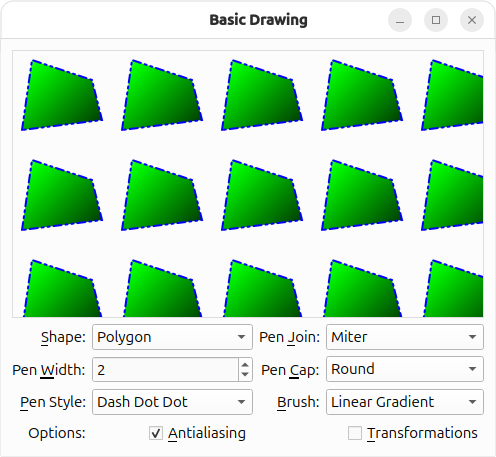 Basic Drawing
Shape: Polygon Pen Join: Miter
Pen Width: 2 Pen Cap: Round
Pen Style: Dash Dot Dot Brush: Linear Gradient
Options: Antialiasing Transformations